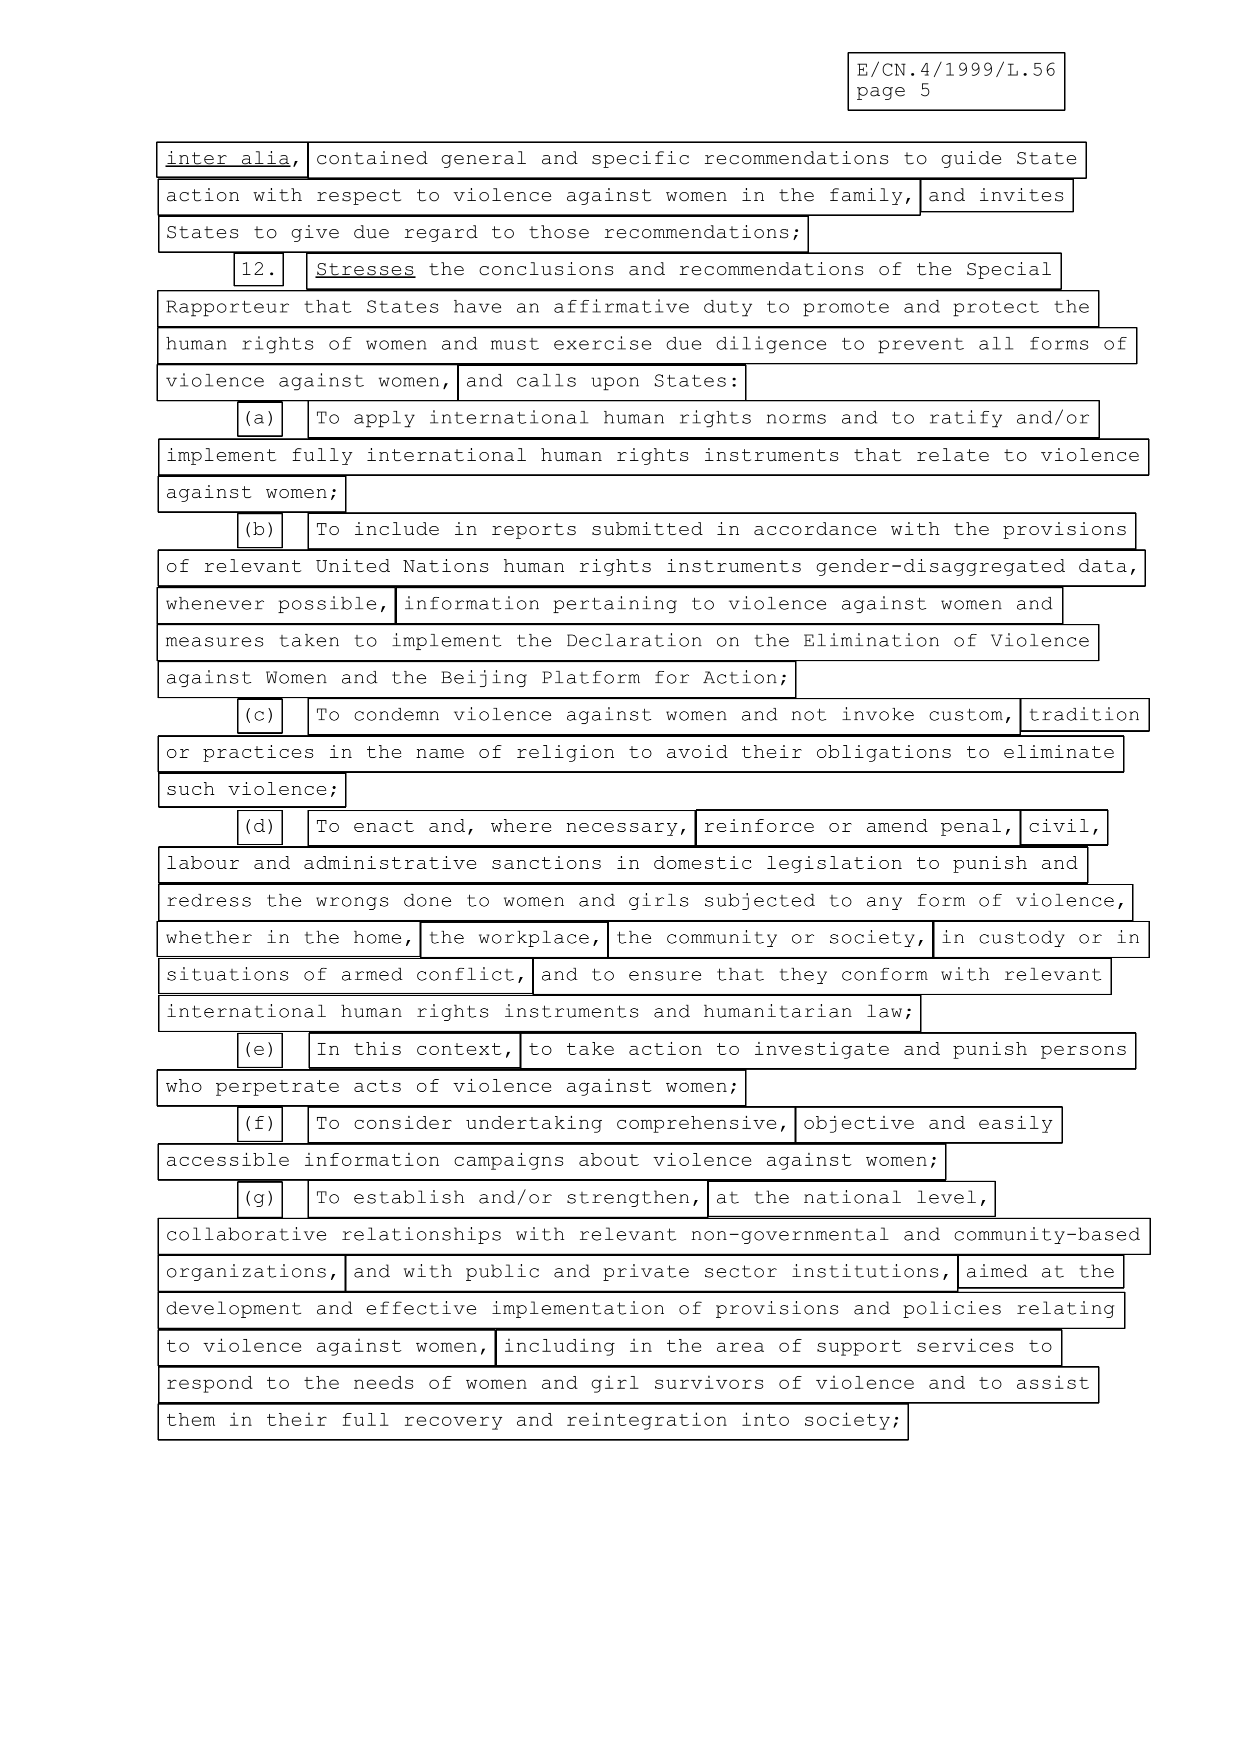 E/CN.4/1999/L.56
page 5
inter alia, contained general and specific recommendations to guide State
action with respect to violence against women in the family, and invites
States to give due regard to those recommendations;
12. Stresses the conclusions and recommendations of the Special
Rapporteur that States have an affirmative duty to promote and protect the
human rights of women and must exercise due diligence to prevent all forms of
violence against women, and calls upon States:
(a) To apply international human rights norms and to ratify and/or
implement fully international human rights instruments that relate to violence
against women;
(b) To include in reports submitted in accordance with the provisions
of relevant United Nations human rights instruments gender-disaggregated data,
whenever possible, information pertaining to violence against women and
measures taken to implement the Declaration on the Elimination of Violence
against Women and the Beijing Platform for Action;
(c) To condemn violence against women and not invoke custom, tradition
or practices in the name of religion to avoid their obligations to eliminate
such violence;
(d) To enact and, where necessary, reinforce or amend penal, civil,
labour and administrative sanctions in domestic legislation to punish and
redress the wrongs done to women and girls subjected to any form of violence,
whether in the home, the workplace, the community or society, in custody or in
situations of armed conflict, and to ensure that they conform with relevant
international human rights instruments and humanitarian law;
(e) In this context, to take action to investigate and punish persons
who perpetrate acts of violence against women;
(f) To consider undertaking comprehensive, objective and easily
accessible information campaigns about violence against women;
(g) To establish and/or strengthen, at the national level,
collaborative relationships with relevant non-governmental and community-based
organizations, and with public and private sector institutions, aimed at the
development and effective implementation of provisions and policies relating
to violence against women, including in the area of support services to
respond to the needs of women and girl survivors of violence and to assist
them in their full recovery and reintegration into society;